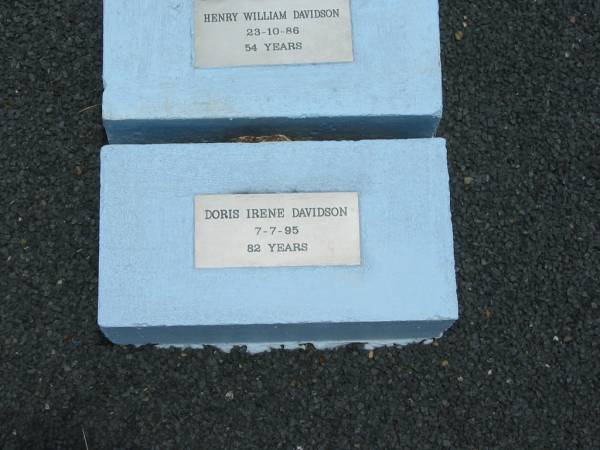 HENRY WILLIAM DAVIDSON
23-10-86
54 YEARS
DORIS IRENE DAVIDSON
7-7-95
82 YEARS